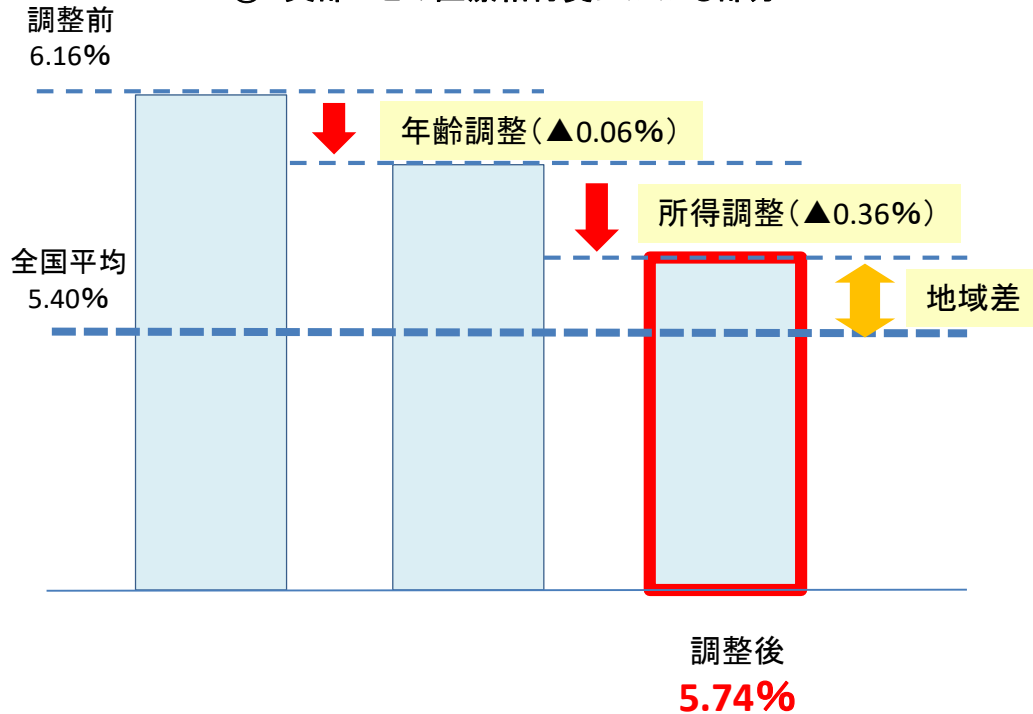 調整前
6.16%
年齢調整(▲0.06%)
所得調整(▲0.36%)
全国平均
5.40%
地域差
調整後
5.74%